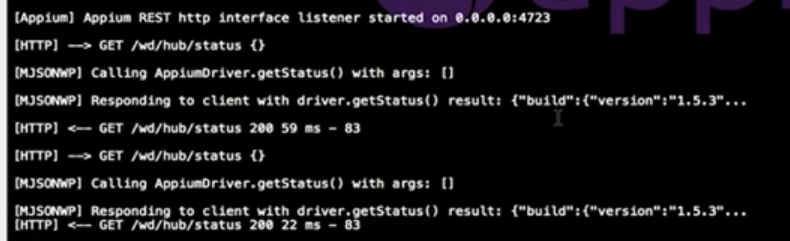 [Appium] Appium REST http interface listener started on 0.0.0.0:4723
[HTTP] --> GET /wd/hub/status {}
[MJSONWP] Calling AppiumDriver.getStatus() with args: []
[MJSONWP] Responding to client with driver.getStatus() result: {"build":{"version":"1.5.3"...
[HTTP] <-- GET /wd/hub/status 200 59 ms - 83
[HTTP] --> GET /wd/hub/status {}
[MJSONWP] Calling AppiumDriver.getStatus() with args: []
[MJSONWP] Responding to client with driver.getStatus() result: {"build":{"version":"1.5.3"...
[HTTP] <-- GET /wd/hub/status 200 22 ms - 83